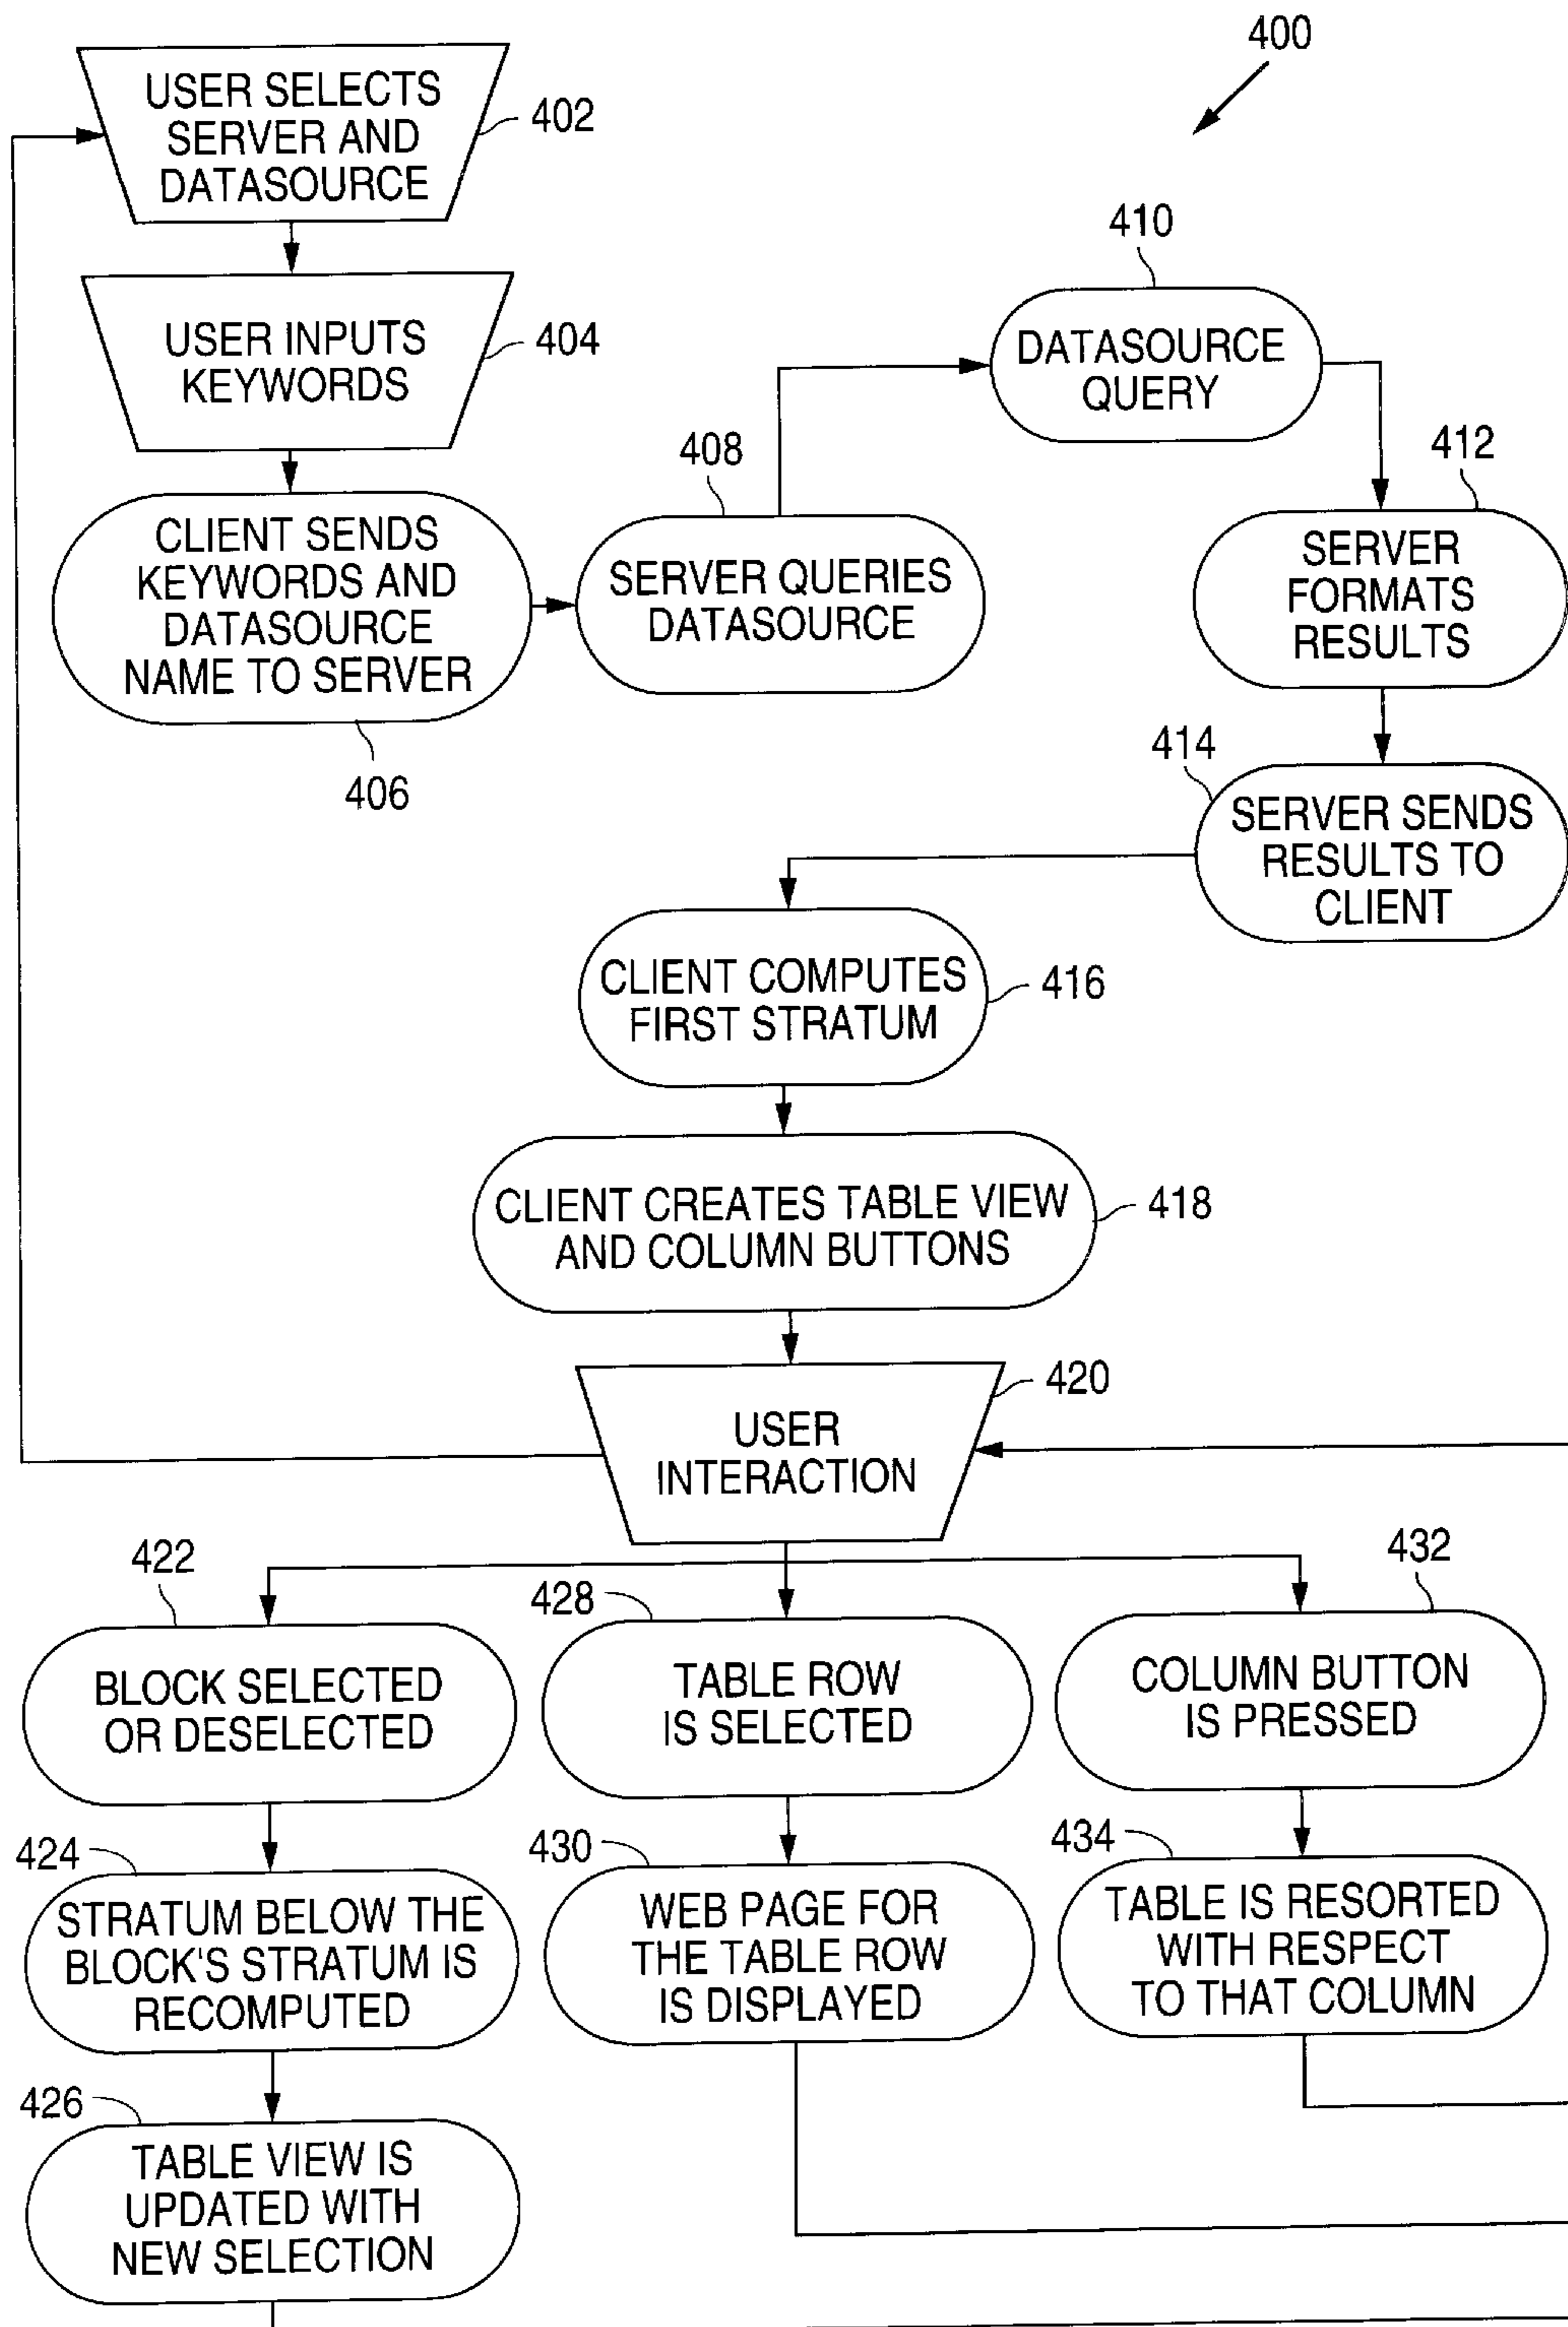 400
USER SELECTS
SERVER AND
DATASOURCE
402
USER INPUTS
KEYWORDS
404
CLIENT SENDS
KEYWORDS AND
DATASOURCE
NAME TO SERVER
406
408
SERVER QUERIES
DATASOURCE
410
DATASOURCE
QUERY
412
SERVER
FORMATS
RESULTS
414
SERVER SENDS
RESULTS TO
CLIENT
CLIENT COMPUTES
FIRST STRATUM
416
CLIENT CREATES TABLE VIEW
AND COLUMN BUTTONS
418
USER
INTERACTION
420
422
BLOCK SELECTED
OR DESELECTED
424
STRATUM BELOW THE
BLOCK'S STRATUM IS
RECOMPUTED
426
TABLE VIEW IS
UPDATED WITH
NEW SELECTION
428
TABLE ROW
IS SELECTED
430
WEB PAGE FOR
THE TABLE ROW
IS DISPLAYED
432
COLUMN BUTTON
IS PRESSED
434
TABLE IS RESORTED
WITH RESPECT
TO THAT COLUMN